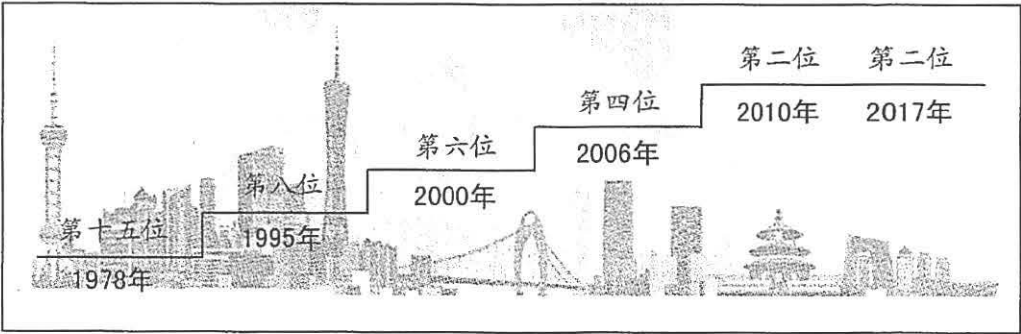 第二位 第二位
2010年 2017年
第四位
2006年
第六位
2000年
第八位
1995年
第十五位
1978年